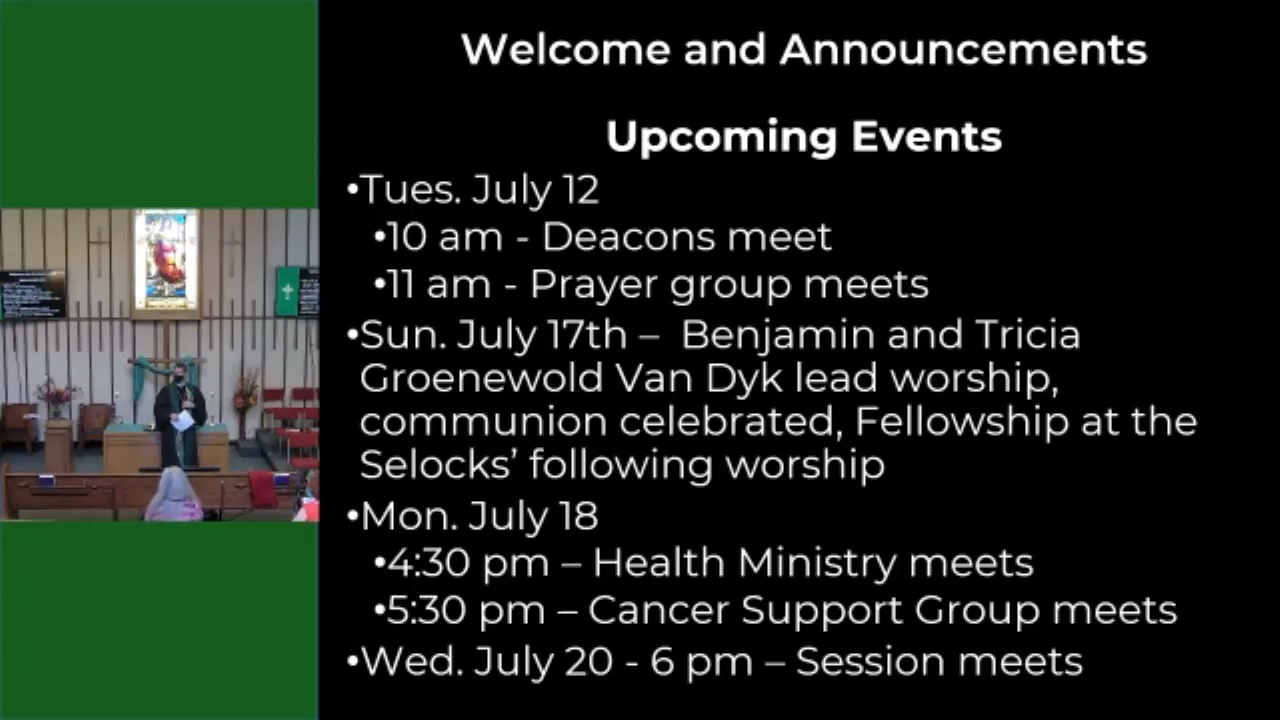 Welcome and Announcements
Upcoming Events
•Tues. July 12
•10 am - Deacons meet
•11 am - Prayer group meets
•Sun. July 17th –  Benjamin and Tricia
Groenewold Van Dyk lead worship,
communion celebrated, Fellowship at the
Selocks’ following worship
•Mon. July 18
•4:30 pm – Health Ministry meets
•5:30 pm – Cancer Support Group meets
•Wed. July 20 - 6 pm – Session meets